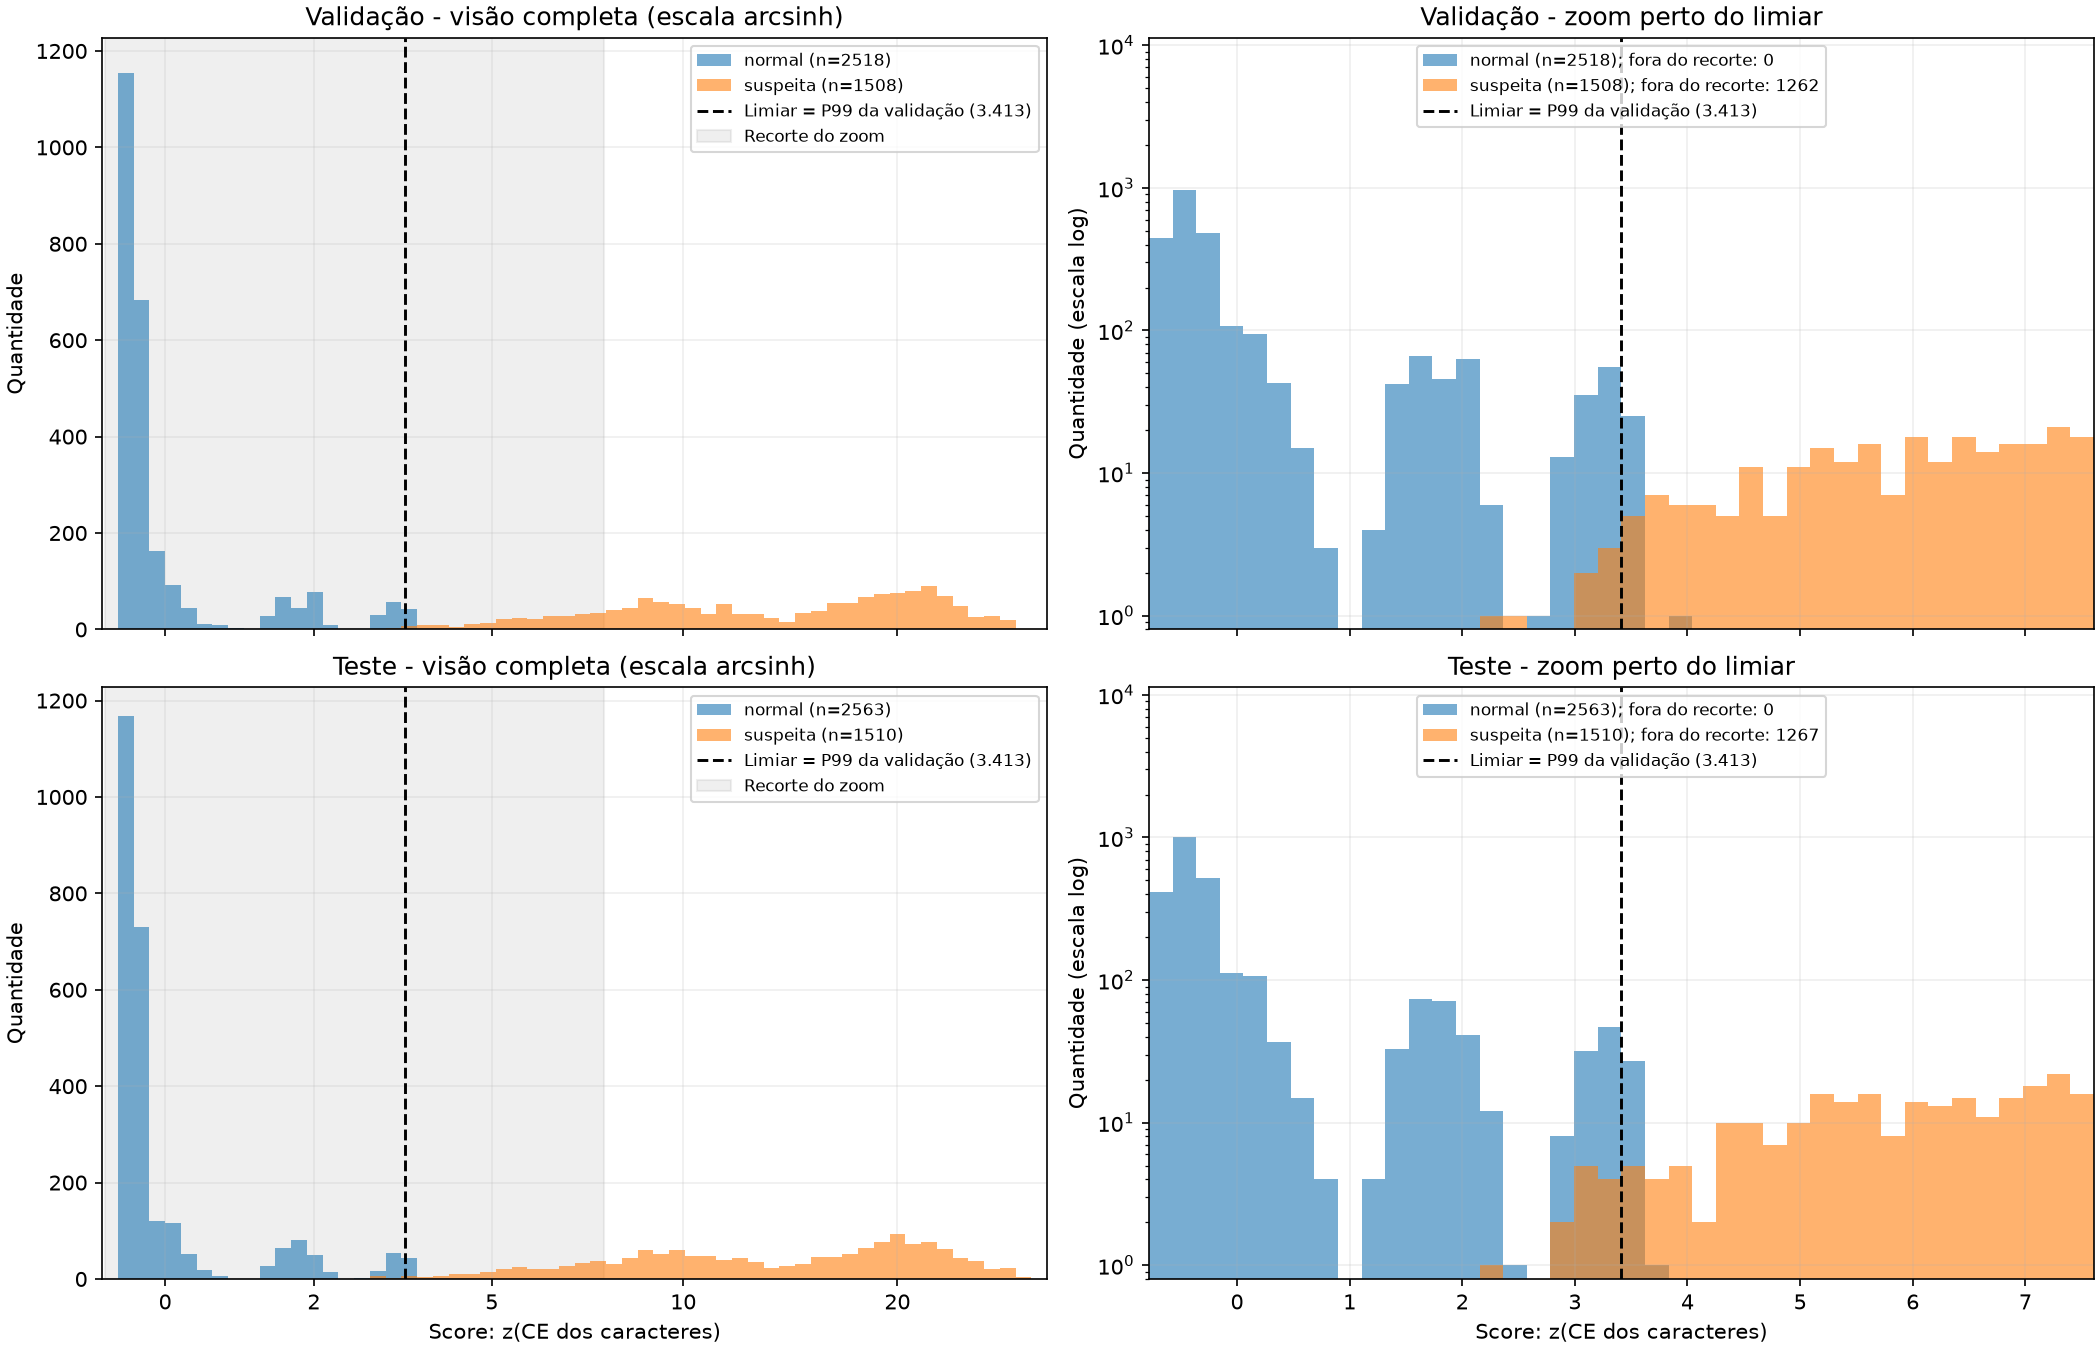 Validação - visão completa (escala arcsinh)
1200
1000
800
600
400
200
0
Quantidade
normal (n=2518)
suspeita (n=1508)
Limiar = P99 da validação (3.413)
Recorte do zoom
Validação - zoom perto do limiar
10⁴
10³
10²
10¹
10⁰
Quantidade (escala log)
normal (n=2518); fora do recorte: 0
suspeita (n=1508); fora do recorte: 1262
Limiar = P99 da validação (3.413)
Teste - visão completa (escala arcsinh)
1200
1000
800
600
400
200
0
Quantidade
normal (n=2563)
suspeita (n=1510)
Limiar = P99 da validação (3.413)
Recorte do zoom
0 2 5 10 20
Score: z(CE dos caracteres)
Teste - zoom perto do limiar
10⁴
10³
10²
10¹
10⁰
Quantidade (escala log)
normal (n=2563); fora do recorte: 0
suspeita (n=1510); fora do recorte: 1267
Limiar = P99 da validação (3.413)
0 1 2 3 4 5 6 7
Score: z(CE dos caracteres)